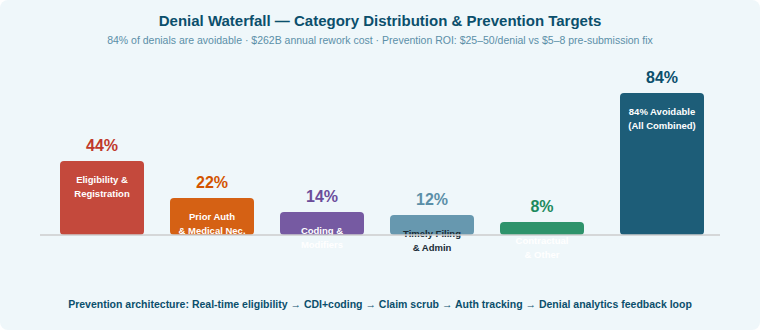 Denial Waterfall — Category Distribution & Prevention Targets
84% of denials are avoidable · $262B annual rework cost · Prevention ROI: $25–50/denial vs $5–8 pre-submission fix
84%
84% Avoidable
(All Combined)
44%
Eligibility &
Registration
22%
Prior Auth
& Medical Nec.
14%
Coding &
Modifiers
12%
Timely Filing
& Admin
8%
Contractual
& Other
Prevention architecture: Real-time eligibility → CDI+coding → Claim scrub → Auth tracking → Denial analytics feedback loop